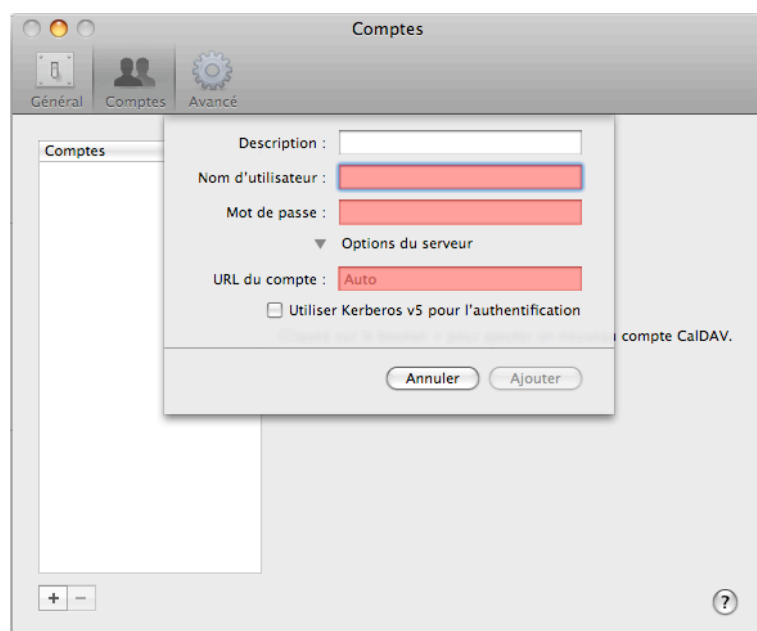 Comptes
Général Comptes Avancé
Comptes
Description :
Nom d'utilisateur :
Mot de passe :
Options du serveur
URL du compte : Auto
Utiliser Kerberos v5 pour l'authentification
compte CalDAV.
Annuler Ajouter
+ −
?